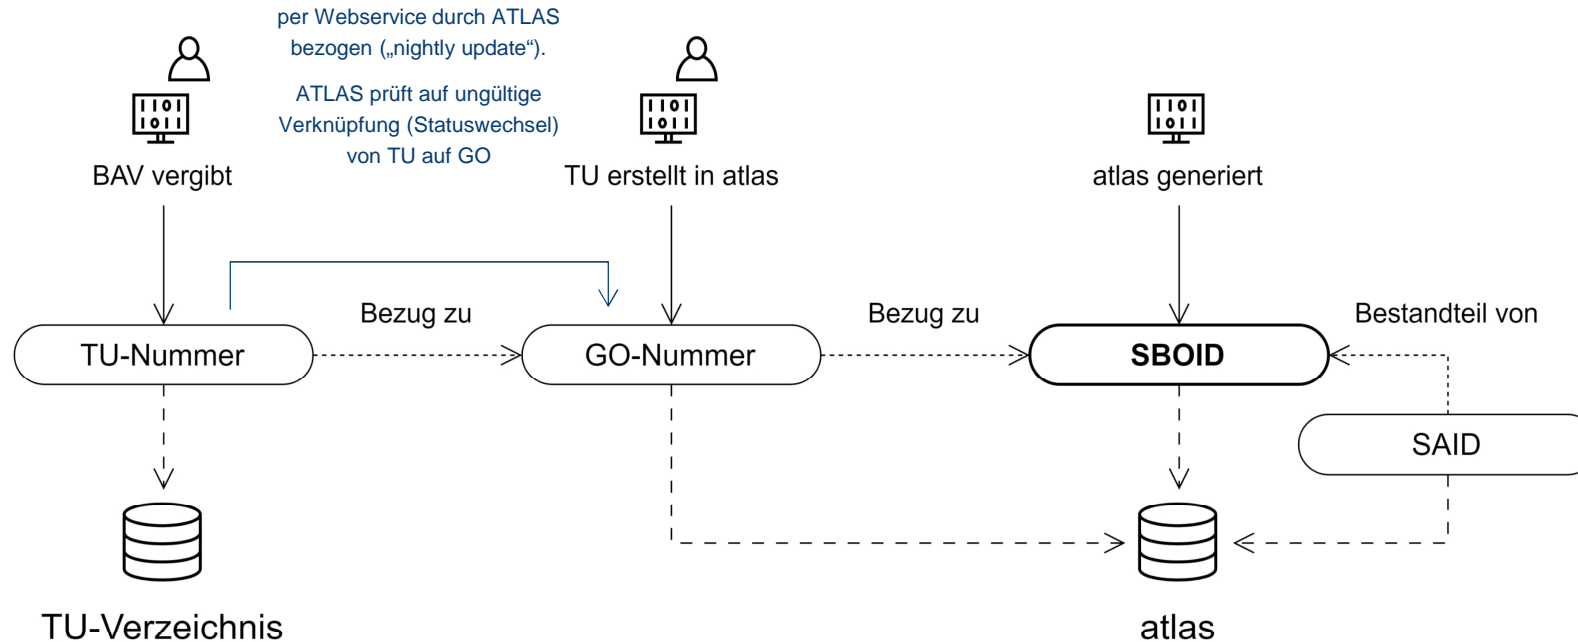 per Webservice durch ATLAS
bezogen („nightly update“).
ATLAS prüft auf ungültige
Verknüpfung (Statuswechsel)
von TU auf GO
BAV vergibt
TU erstellt in atlas
atlas generiert
Bezug zu
Bezug zu
Bestandteil von
TU-Nummer
GO-Nummer
SBOID
SAID
TU-Verzeichnis
atlas